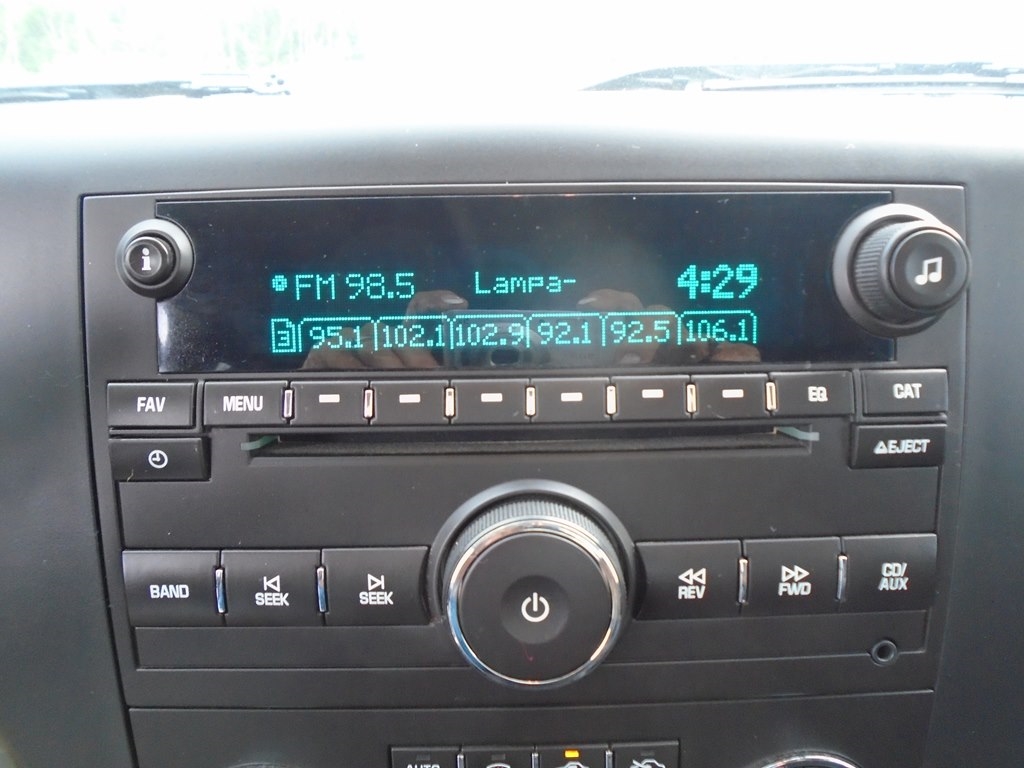 FM 98.5 Lampa- 4:29
3 95.1 102.1 102.9 92.1 92.5 106.1
FAV MENU EQ CAT
EJECT
BAND SEEK SEEK REV FWD CD/
AUX
AUTO